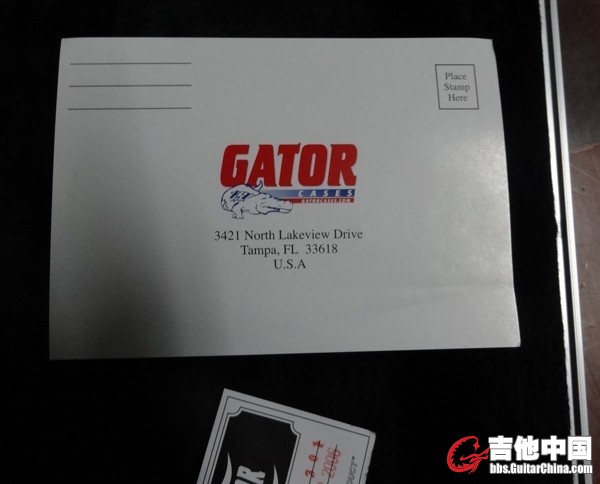 Place
Stamp
Here
GATOR
CASES
GATORCASES.COM
3421 North Lakeview Drive
Tampa, FL 33618
U.S.A
2006
吉他中国
bbs.GuitarChina.com